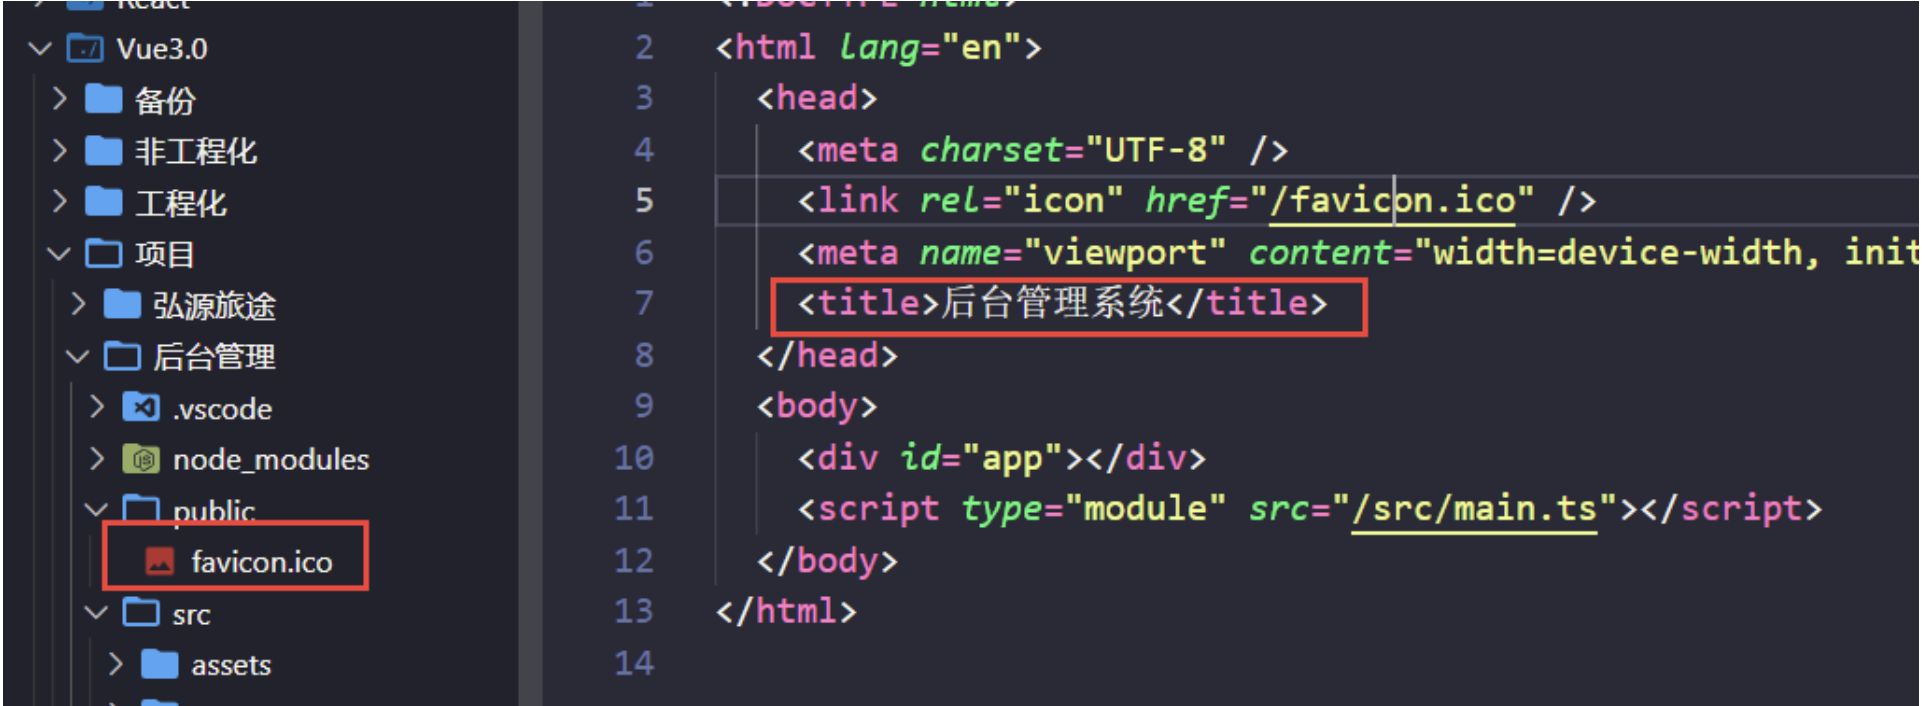 React
Vue3.0
备份
非工程化
工程化
项目
弘源旅途
后台管理
.vscode
node_modules
public
favicon.ico
src
assets
1 <!DOCTYPE html>
2 <html lang="en">
3 <head>
4 <meta charset="UTF-8" />
5 <link rel="icon" href="/favicon.ico" />
6 <meta name="viewport" content="width=device-width, init
7 <title>后台管理系统</title>
8 </head>
9 <body>
10 <div id="app"></div>
11 <script type="module" src="/src/main.ts"></script>
12 </body>
13 </html>
14